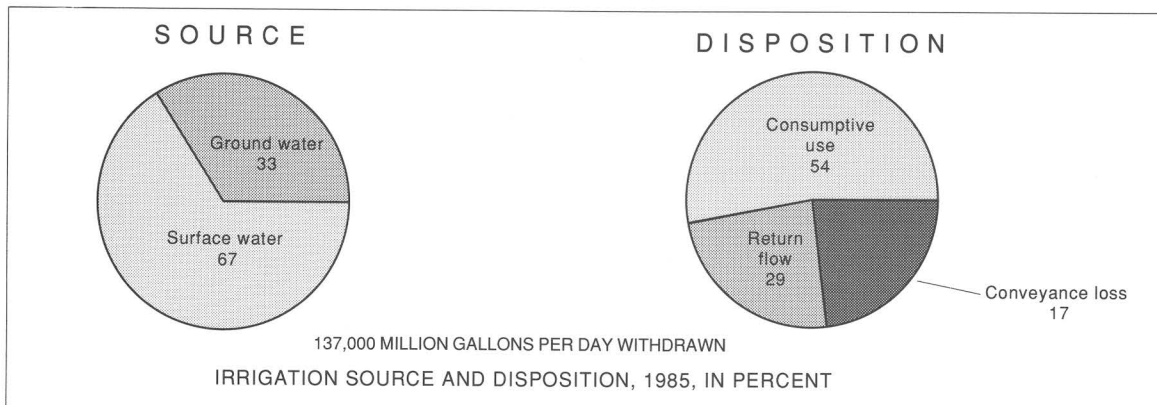 SOURCE
Ground water
33
Surface water
67
DISPOSITION
Consumptive
use
54
Return
flow
29
Conveyance loss
17
137,000 MILLION GALLONS PER DAY WITHDRAWN
IRRIGATION SOURCE AND DISPOSITION, 1985, IN PERCENT